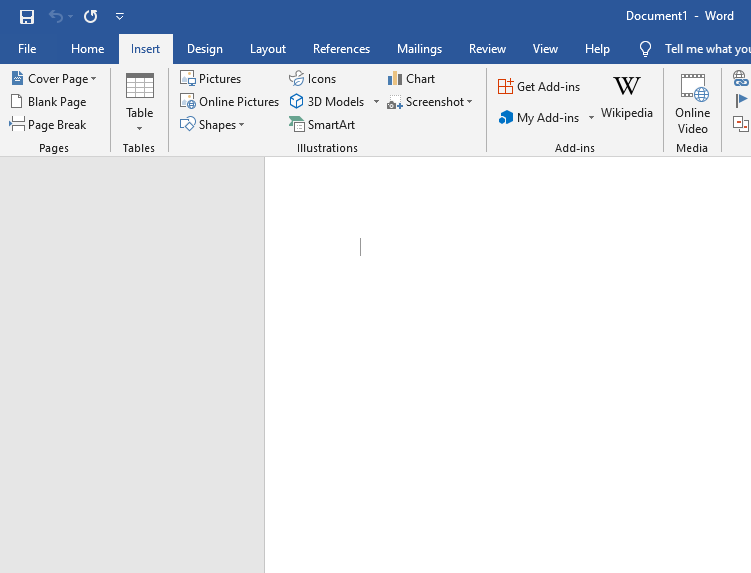 Document1 - Word
File Home Insert Design Layout References Mailings Review View Help Tell me what you
Cover Page
Blank Page
Page Break
Pages
Table
Tables
Pictures
Online Pictures
Shapes
Icons
3D Models
SmartArt
Chart
Screenshot
Illustrations
Get Add-ins
My Add-ins
W
Wikipedia
Add-ins
Online
Video
Media